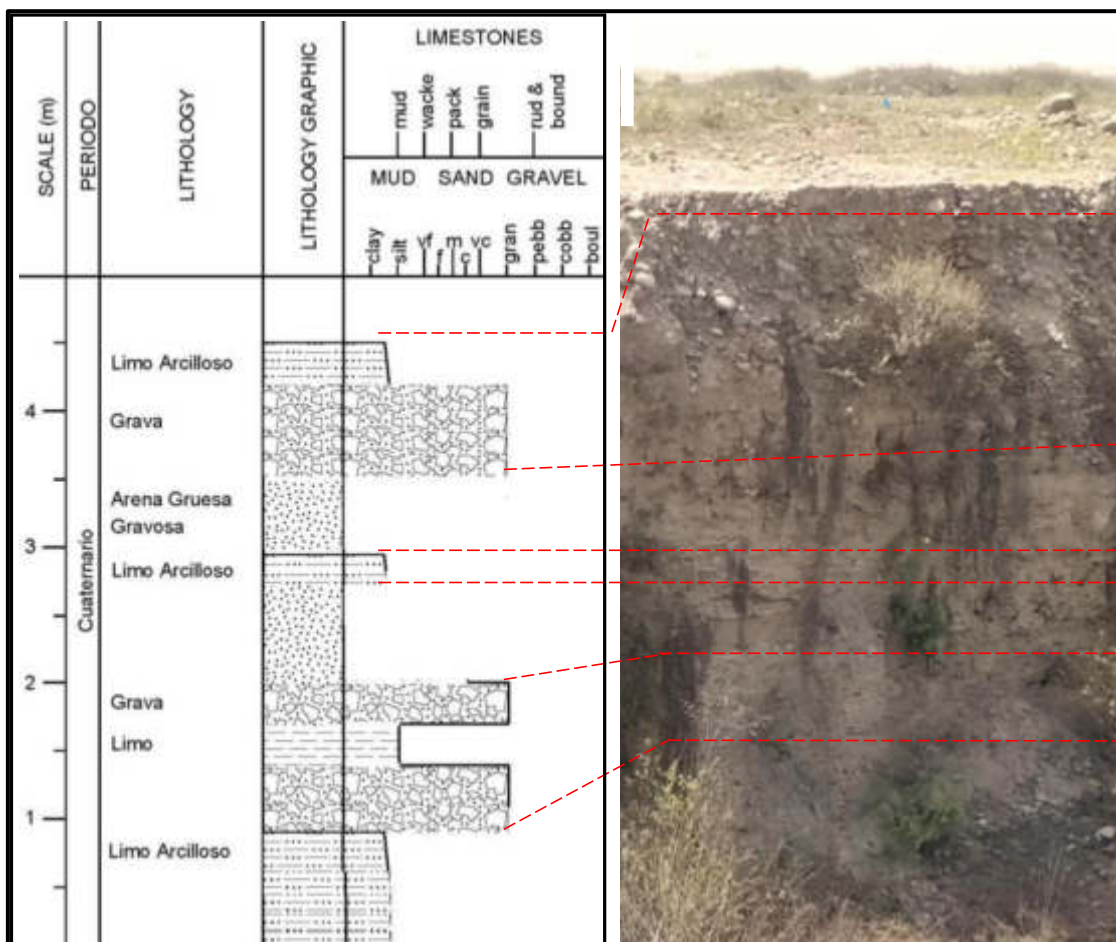 SCALE (m)
PERIODO
LITHOLOGY
LITHOLOGY GRAPHIC
LIMESTONES
mud
wacke
pack
grain
rud &
bound
MUD SAND GRAVEL
clay
silt
vf
f
m
c
vc
gran
pebb
cobb
boul
Limo Arcilloso
4
Grava
Arena Gruesa
Gravosa
3
Limo Arcilloso
Cuaternario
2
Grava
Limo
1
Limo Arcilloso